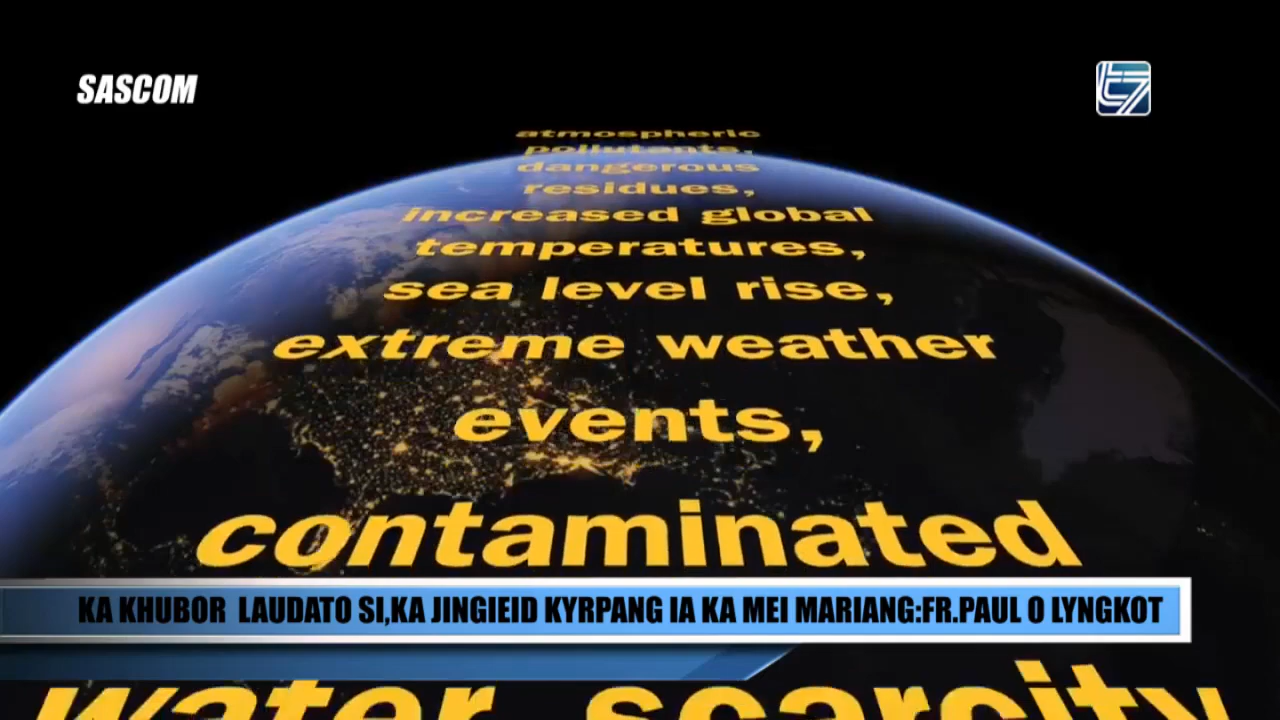 SASCOM
t7
atmospheric
pollutants,
dangerous
residues,
increased global
temperatures,
sea level rise,
extreme weather
events,
contaminated
KA KHUBOR LAUDATO SI,KA JINGIEID KYRPANG IA KA MEI MARIANG:FR.PAUL O LYNGKOT
water scarcity